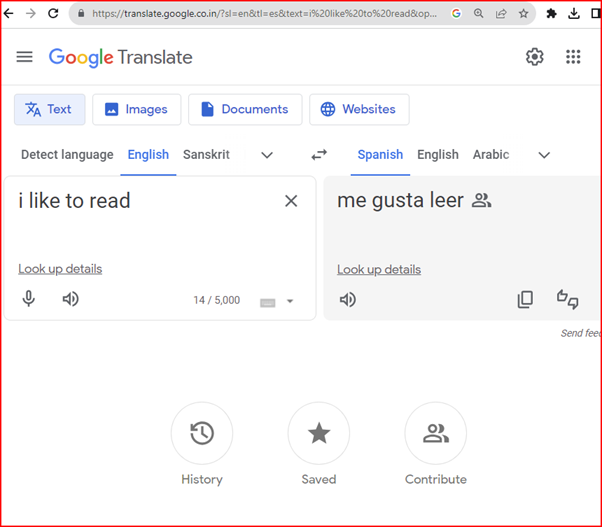 https://translate.google.co.in/?sl=en&tl=es&text=i%20like%20to%20read&op...
Google Translate
Text Images Documents Websites
Detect language English Sanskrit Spanish English Arabic
i like to read me gusta leer
Look up details Look up details
14 / 5,000
Send feed
History Saved Contribute